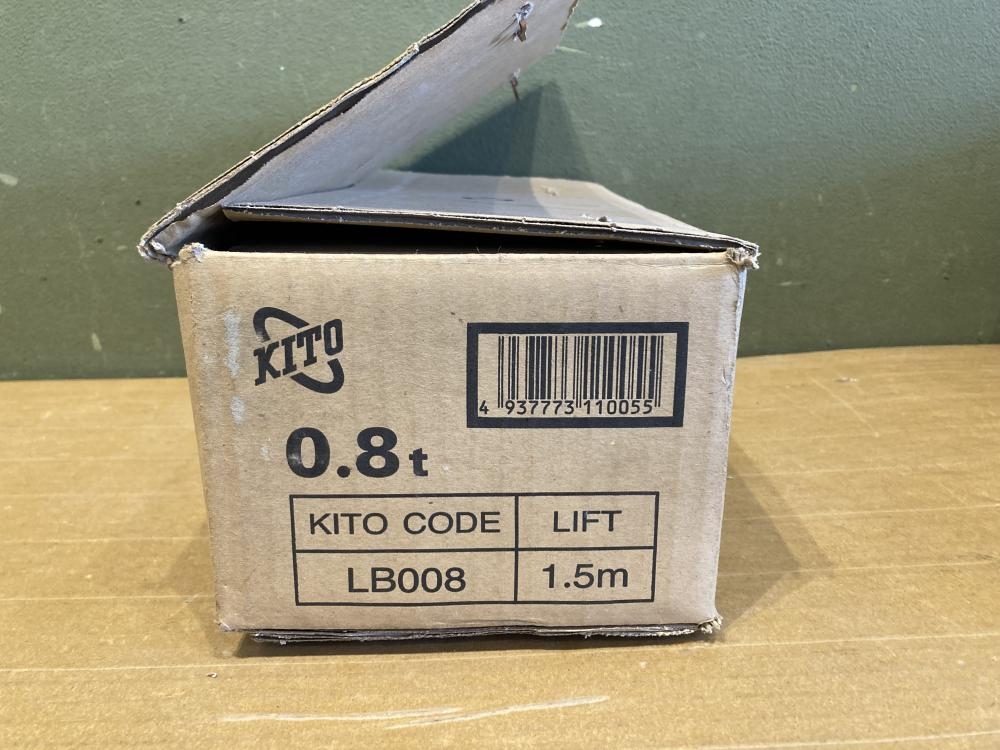 KITO
4 937773 110055
0.8t
KITO CODE LIFT
LB008 1.5m